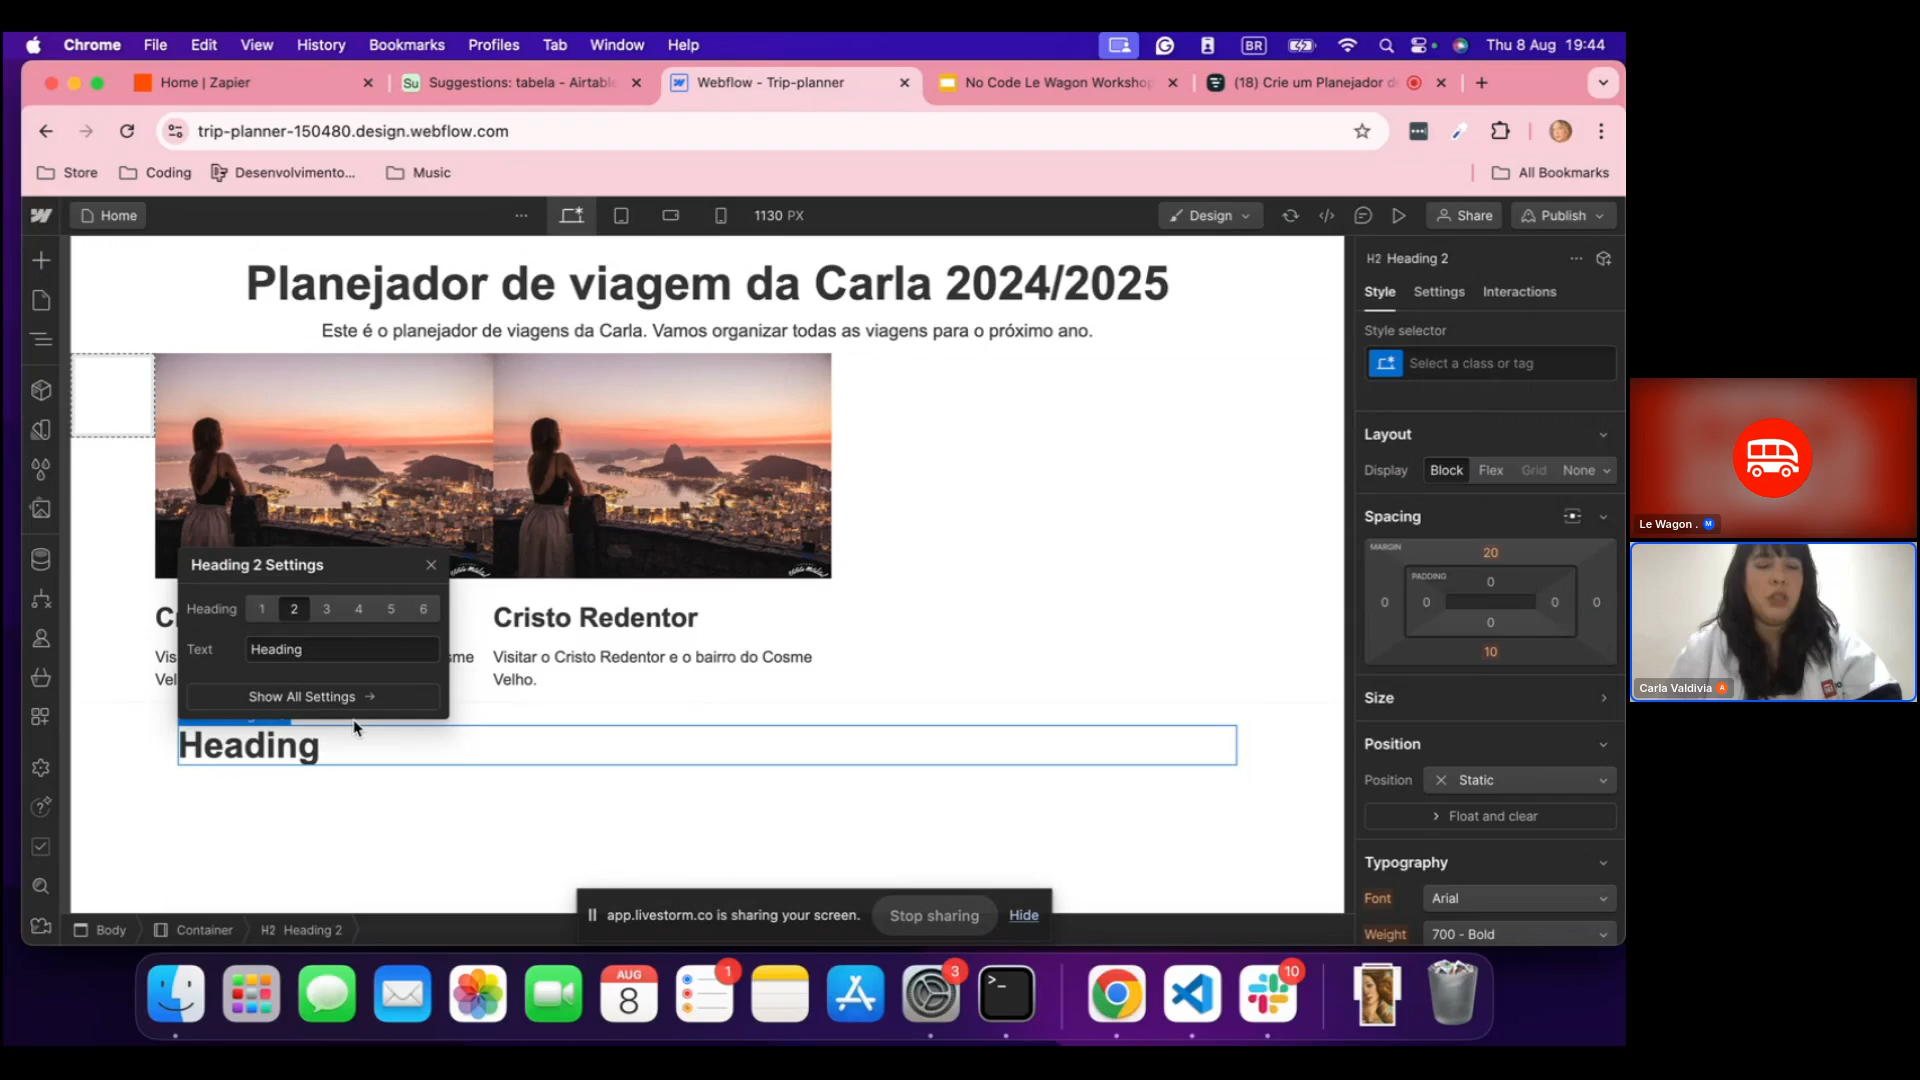 Chrome File Edit View History Bookmarks Profiles Tab Window Help BR Thu 8 Aug 19:44
Home | Zapier Su Suggestions: tabela - Airtable Webflow - Trip-planner No Code Le Wagon Workshop (18) Crie um Planejador d
trip-planner-150480.design.webflow.com
Store Coding Desenvolvimento... Music All Bookmarks
Home 1130 PX Design Share Publish
Planejador de viagem da Carla 2024/2025
Este é o planejador de viagens da Carla. Vamos organizar todas as viagens para o próximo ano.
Heading 2 Settings
Heading 1 2 3 4 5 6
Text Heading
Show All Settings
Cristo Redentor
Visitar o Cristo Redentor e o bairro do Cosme
Velho.
Heading
H2 Heading 2
Style Settings Interactions
Style selector
Select a class or tag
Layout
Display Block Flex Grid None
Spacing
MARGIN 20
PADDING 0
0 0 0 0
0
10
Size
Position
Position Static
Float and clear
Typography
Font Arial
Weight 700 - Bold
Body Container H2 Heading 2
app.livestorm.co is sharing your screen. Stop sharing Hide
AUG
8
1
3
10
Le Wagon . M
Carla Valdivia A